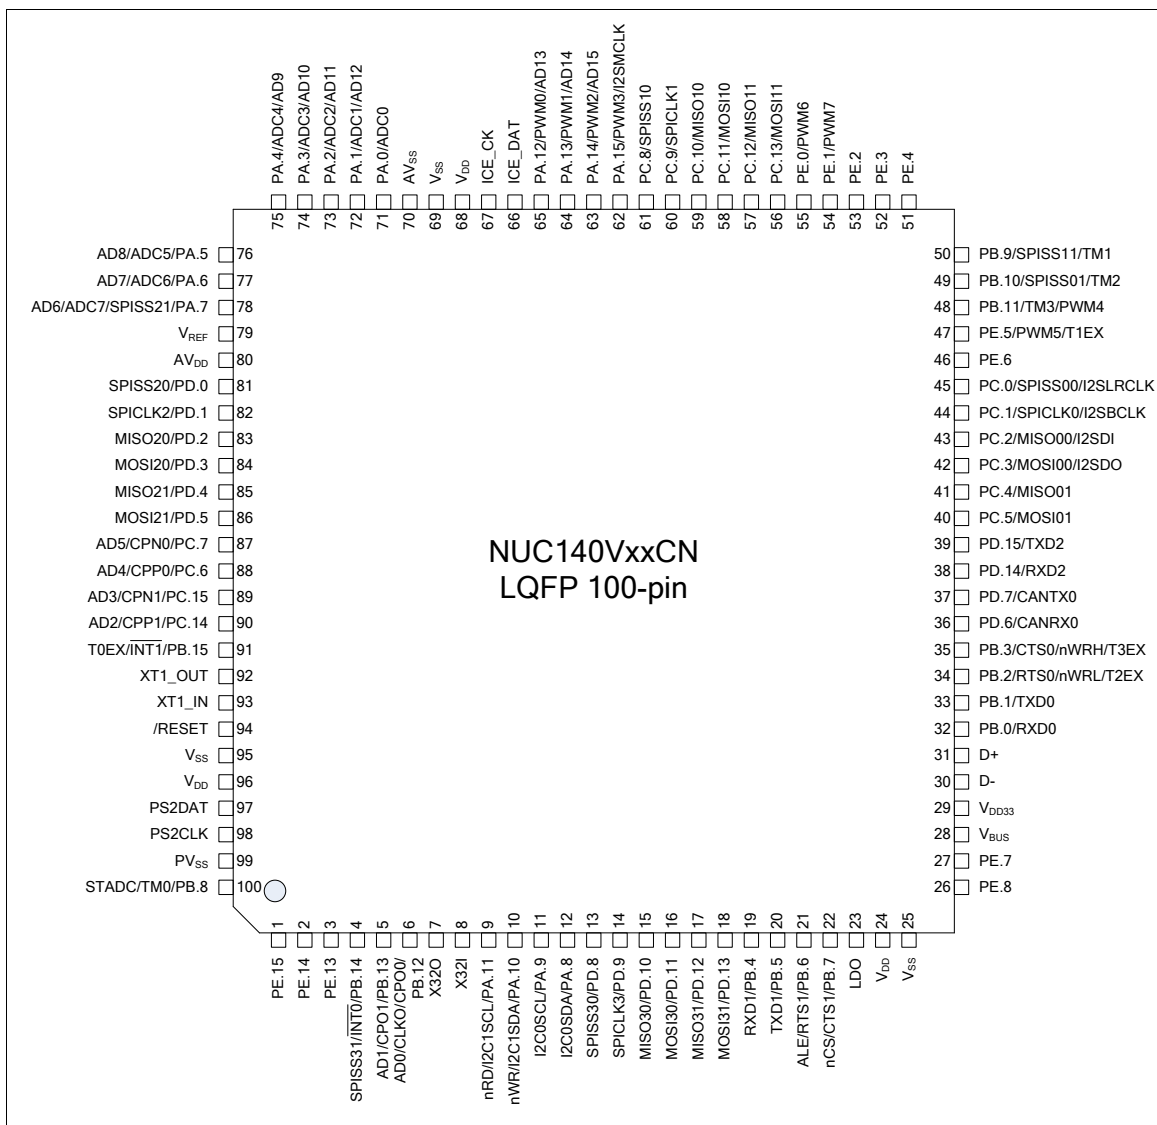 PA.4/ADC4/AD9
PA.3/ADC3/AD10
PA.2/ADC2/AD11
PA.1/ADC1/AD12
PA.0/ADC0
AVSS
VSS
VDD
ICE_CK
ICE_DAT
PA.12/PWM0/AD13
PA.13/PWM1/AD14
PA.14/PWM2/AD15
PA.15/PWM3/I2SMCLK
PC.8/SPISS10
PC.9/SPICLK1
PC.10/MISO10
PC.11/MOSI10
PC.12/MISO11
PC.13/MOSI11
PE.0/PWM6
PE.1/PWM7
PE.2
PE.3
PE.4
75
74
73
72
71
70
69
68
67
66
65
64
63
62
61
60
59
58
57
56
55
54
53
52
51
AD8/ADC5/PA.5 76
AD7/ADC6/PA.6 77
AD6/ADC7/SPISS21/PA.7 78
VREF 79
AVDD 80
SPISS20/PD.0 81
SPICLK2/PD.1 82
MISO20/PD.2 83
MOSI20/PD.3 84
MISO21/PD.4 85
MOSI21/PD.5 86
AD5/CPN0/PC.7 87
AD4/CPP0/PC.6 88
AD3/CPN1/PC.15 89
AD2/CPP1/PC.14 90
T0EX/INT1/PB.15 91
XT1_OUT 92
XT1_IN 93
/RESET 94
VSS 95
VDD 96
PS2DAT 97
PS2CLK 98
PVSS 99
STADC/TM0/PB.8 100
NUC140VxxCN
LQFP 100-pin
50 PB.9/SPISS11/TM1
49 PB.10/SPISS01/TM2
48 PB.11/TM3/PWM4
47 PE.5/PWM5/T1EX
46 PE.6
45 PC.0/SPISS00/I2SLRCLK
44 PC.1/SPICLK0/I2SBCLK
43 PC.2/MISO00/I2SDI
42 PC.3/MOSI00/I2SDO
41 PC.4/MISO01
40 PC.5/MOSI01
39 PD.15/TXD2
38 PD.14/RXD2
37 PD.7/CANTX0
36 PD.6/CANRX0
35 PB.3/CTS0/nWRH/T3EX
34 PB.2/RTS0/nWRL/T2EX
33 PB.1/TXD0
32 PB.0/RXD0
31 D+
30 D-
29 VDD33
28 VBUS
27 PE.7
26 PE.8
1
2
3
4
5
6
7
8
9
10
11
12
13
14
15
16
17
18
19
20
21
22
23
24
25
PE.15
PE.14
PE.13
SPISS31/INT0/PB.14
AD1/CPO1/PB.13
AD0/CLKO/CPO0/
PB.12
X32O
X32I
nRD/I2C1SCL/PA.11
nWR/I2C1SDA/PA.10
I2C0SCL/PA.9
I2C0SDA/PA.8
SPISS30/PD.8
SPICLK3/PD.9
MISO30/PD.10
MOSI30/PD.11
MISO31/PD.12
MOSI31/PD.13
RXD1/PB.4
TXD1/PB.5
ALE/RTS1/PB.6
nCS/CTS1/PB.7
LDO
VDD
VSS